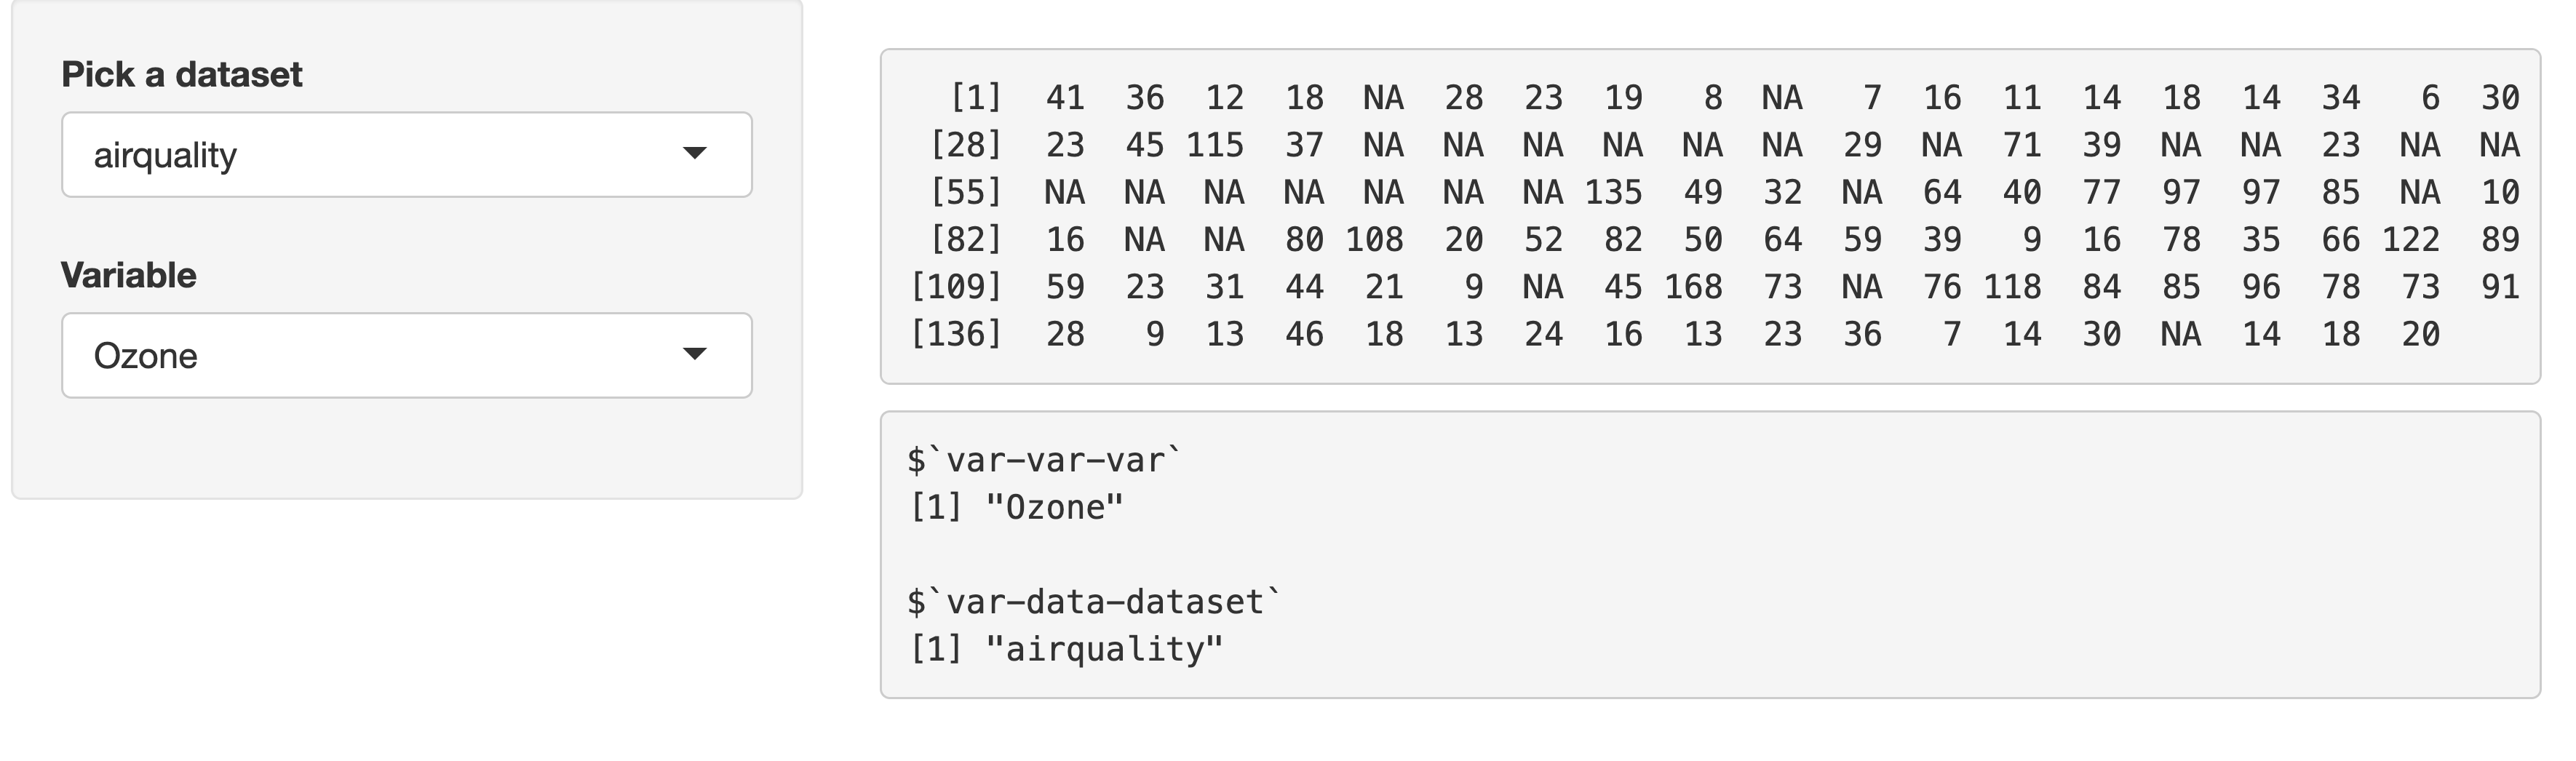 Pick a dataset
airquality
Variable
Ozone
[1] 41 36 12 18 NA 28 23 19 8 NA 7 16 11 14 18 14 34 6 30
[28] 23 45 115 37 NA NA NA NA NA NA 29 NA 71 39 NA NA 23 NA NA
[55] NA NA NA NA NA NA NA 135 49 32 NA 64 40 77 97 97 85 NA 10
[82] 16 NA NA 80 108 20 52 82 50 64 59 39 9 16 78 35 66 122 89
[109] 59 23 31 44 21 9 NA 45 168 73 NA 76 118 84 85 96 78 73 91
[136] 28 9 13 46 18 13 24 16 13 23 36 7 14 30 NA 14 18 20
$`var-var-var`
[1] "Ozone"
$`var-data-dataset`
[1] "airquality"